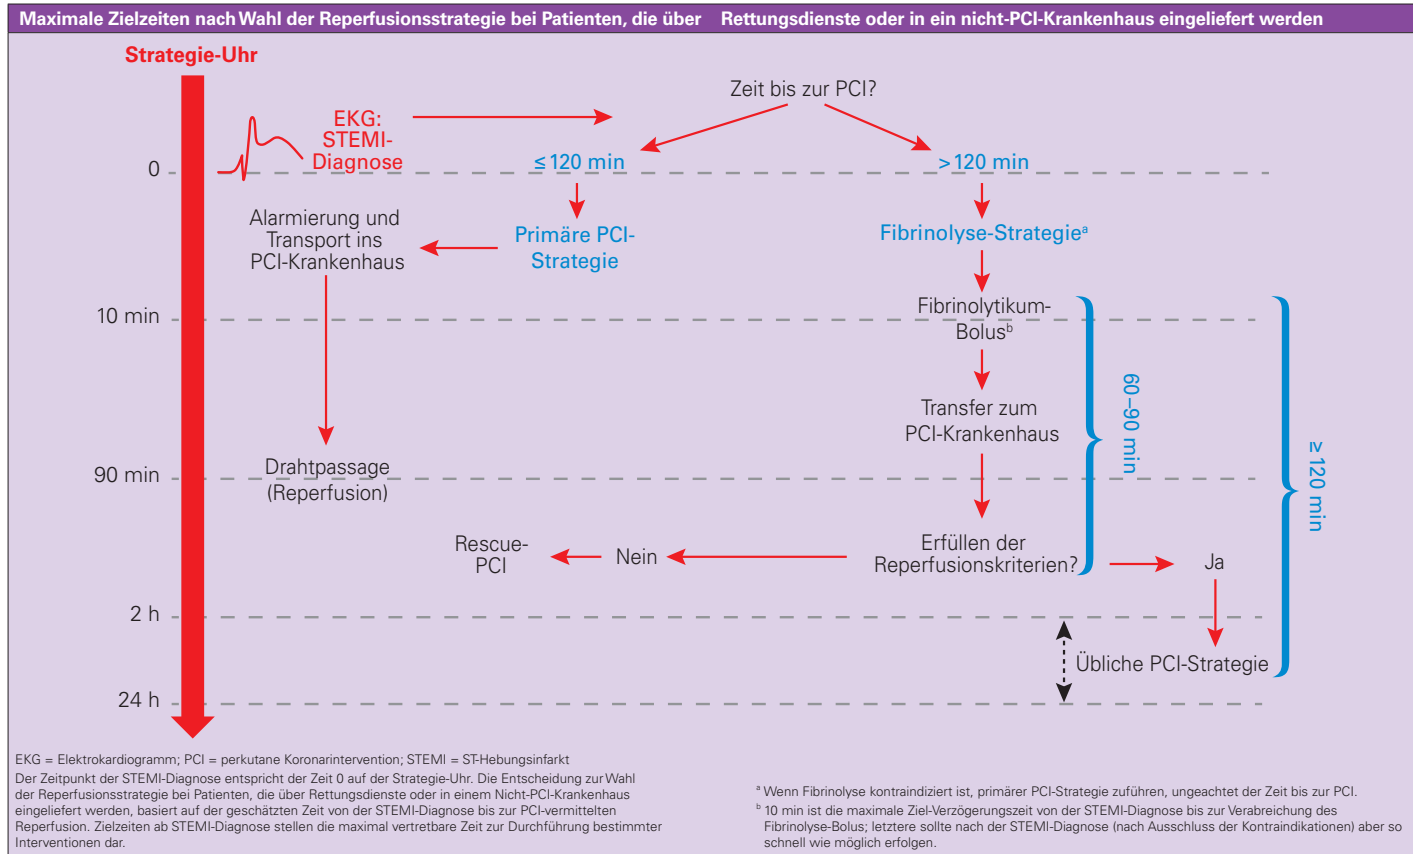 Maximale Zielzeiten nach Wahl der Reperfusionsstrategie bei Patienten, die über Rettungsdienste oder in ein nicht-PCI-Krankenhaus eingeliefert werden
Strategie-Uhr
Zeit bis zur PCI?
EKG:
STEMI-
Diagnose
≤ 120 min
> 120 min
0
Alarmierung und
Transport ins
PCI-Krankenhaus
Primäre PCI-
Strategie
Fibrinolyse-Strategieᵃ
10 min
Fibrinolytikum-
Bolusᵇ
60–90 min
≥ 120 min
Transfer zum
PCI-Krankenhaus
90 min
Drahtpassage
(Reperfusion)
Rescue-
PCI
Nein
Erfüllen der
Reperfusionskriterien?
Ja
2 h
Übliche PCI-Strategie
24 h
EKG = Elektrokardiogramm; PCI = perkutane Koronarintervention; STEMI = ST-Hebungsinfarkt
Der Zeitpunkt der STEMI-Diagnose entspricht der Zeit 0 auf der Strategie-Uhr. Die Entscheidung zur Wahl
der Reperfusionsstrategie bei Patienten, die über Rettungsdienste oder in einem Nicht-PCI-Krankenhaus
eingeliefert werden, basiert auf der geschätzten Zeit von der STEMI-Diagnose bis zur PCI-vermittelten
Reperfusion. Zielzeiten ab STEMI-Diagnose stellen die maximal vertretbare Zeit zur Durchführung bestimmter
Interventionen dar.
ᵃ Wenn Fibrinolyse kontraindiziert ist, primärer PCI-Strategie zuführen, ungeachtet der Zeit bis zur PCI.
ᵇ 10 min ist die maximale Ziel-Verzögerungszeit von der STEMI-Diagnose bis zur Verabreichung des
Fibrinolyse-Bolus; letztere sollte nach der STEMI-Diagnose (nach Ausschluss der Kontraindikationen) aber so
schnell wie möglich erfolgen.